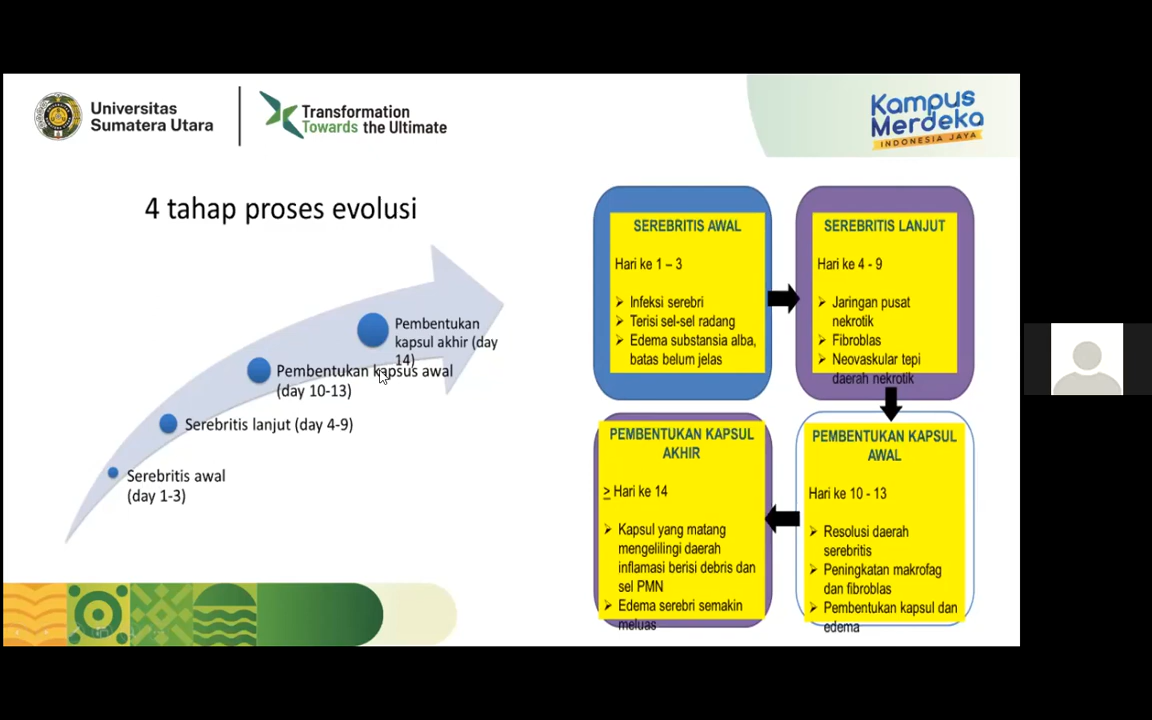 Universitas
Sumatera Utara
Transformation
Towards the Ultimate
Kampus
Merdeka
INDONESIA JAYA
4 tahap proses evolusi
Pembentukan
kapsul akhir (day
14)
Pembentukan kapsus awal
(day 10-13)
Serebritis lanjut (day 4-9)
Serebritis awal
(day 1-3)
SEREBRITIS AWAL
Hari ke 1 – 3
➢ Infeksi serebri
➢ Terisi sel-sel radang
➢ Edema substansia alba,
batas belum jelas
SEREBRITIS LANJUT
Hari ke 4 - 9
➢ Jaringan pusat
nekrotik
➢ Fibroblas
➢ Neovaskular tepi
daerah nekrotik
PEMBENTUKAN KAPSUL
AWAL
Hari ke 10 - 13
➢ Resolusi daerah
serebritis
➢ Peningkatan makrofag
dan fibroblas
➢ Pembentukan kapsul dan
edema
PEMBENTUKAN KAPSUL
AKHIR
> Hari ke 14
➢ Kapsul yang matang
mengelilingi daerah
inflamasi berisi debris dan
sel PMN
➢ Edema serebri semakin
meluas